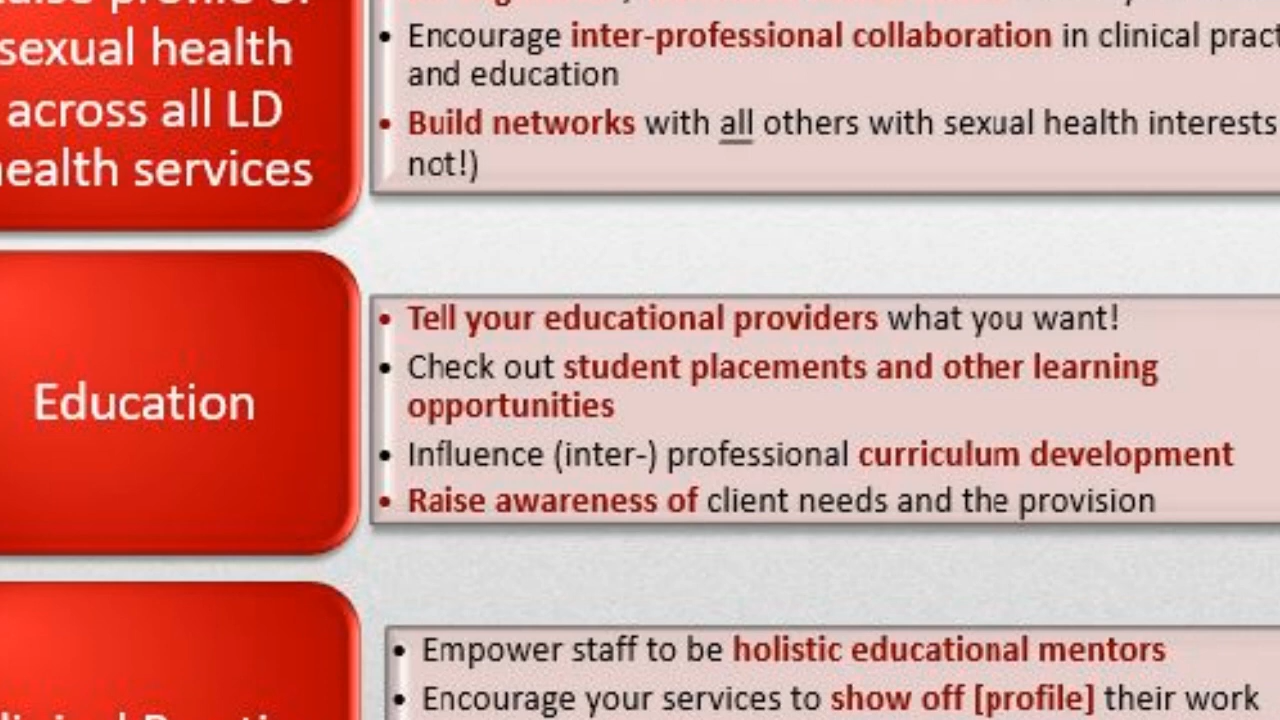 sexual health
across all LD
health services
• Encourage inter-professional collaboration in clinical
and education
• Build networks with all others with sexual health interests
not!)
Education
• Tell your educational providers what you want!
• Check out student placements and other learning
opportunities
• Influence (inter-) professional curriculum development
• Raise awareness of client needs and the provision
• Empower staff to be holistic educational mentors
• Encourage your services to show off [profile] their work